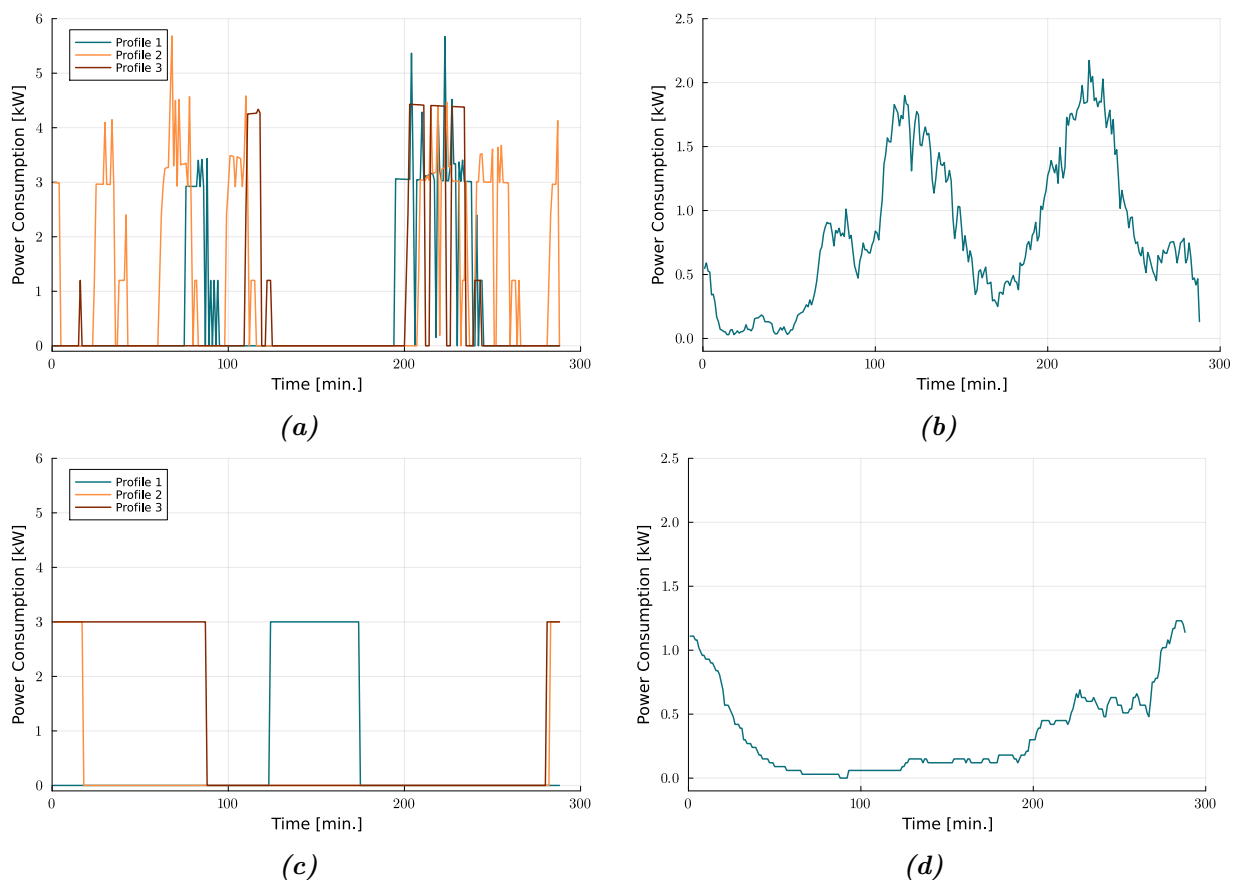 6
5
4
3
2
1
0
Power Consumption [kW]
Profile 1
Profile 2
Profile 3
0 100 200 300
Time [min.]
(a)
2.5
2.0
1.5
1.0
0.5
0.0
Power Consumption [kW]
0 100 200 300
Time [min.]
(b)
6
5
4
3
2
1
0
Power Consumption [kW]
Profile 1
Profile 2
Profile 3
0 100 200 300
Time [min.]
(c)
2.5
2.0
1.5
1.0
0.5
0.0
Power Consumption [kW]
0 100 200 300
Time [min.]
(d)